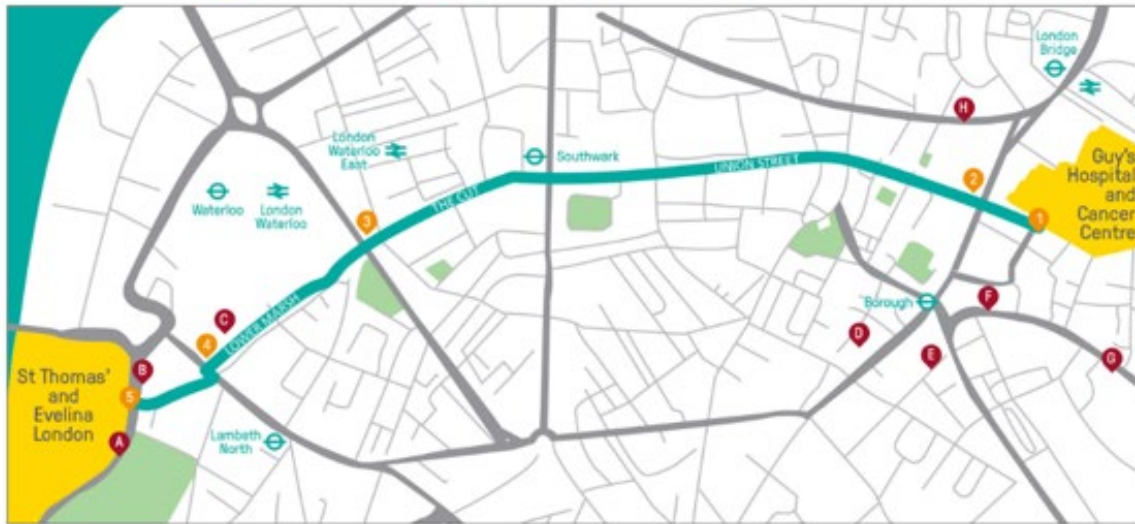 London
Bridge
H
Guy's
Hospital
and
Cancer
Centre
London
Waterloo
East
Southwark
UNION STREET
2
1
THE CUT
3
Waterloo
London
Waterloo
LOWER MARSH
C
4
Borough
F
D
E
G
St Thomas'
and
Evelina
London
B
5
A
Lambeth
North